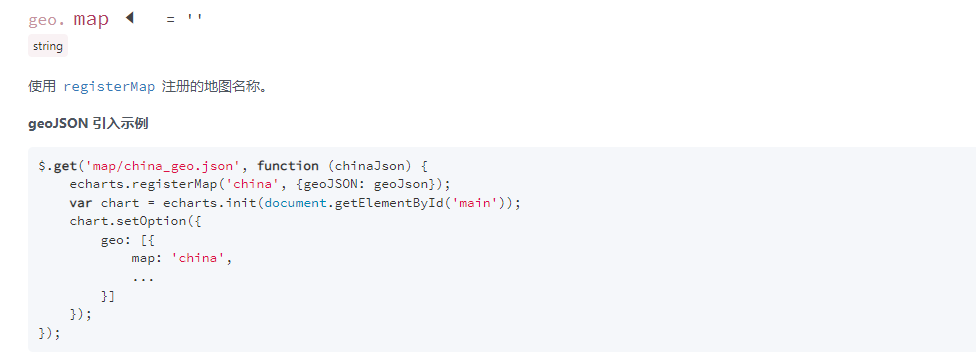 geo. map ◀ = ''
string
使用 registerMap 注册的地图名称。
geoJSON 引入示例
$.get('map/china_geo.json', function (chinaJson) {
    echarts.registerMap('china', {geoJSON: geoJson});
    var chart = echarts.init(document.getElementById('main'));
    chart.setOption({
        geo: [{
            map: 'china',
            ...
        }]
    });
});